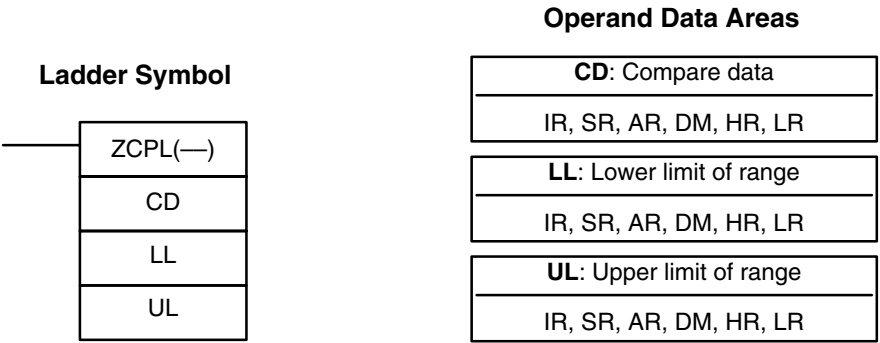 Ladder Symbol
ZCPL(––)
CD
LL
UL
Operand Data Areas
CD: Compare data
IR, SR, AR, DM, HR, LR
LL: Lower limit of range
IR, SR, AR, DM, HR, LR
UL: Upper limit of range
IR, SR, AR, DM, HR, LR